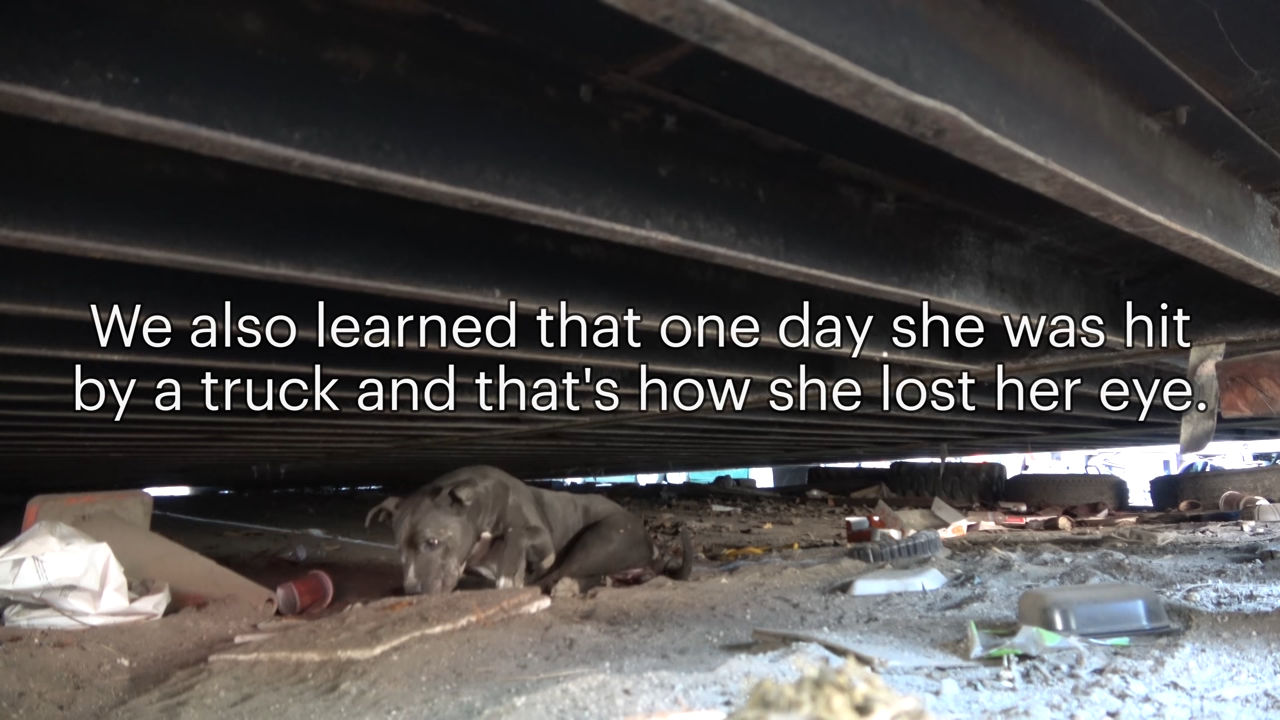 We also learned that one day she was hit
by a truck and that's how she lost her eye.